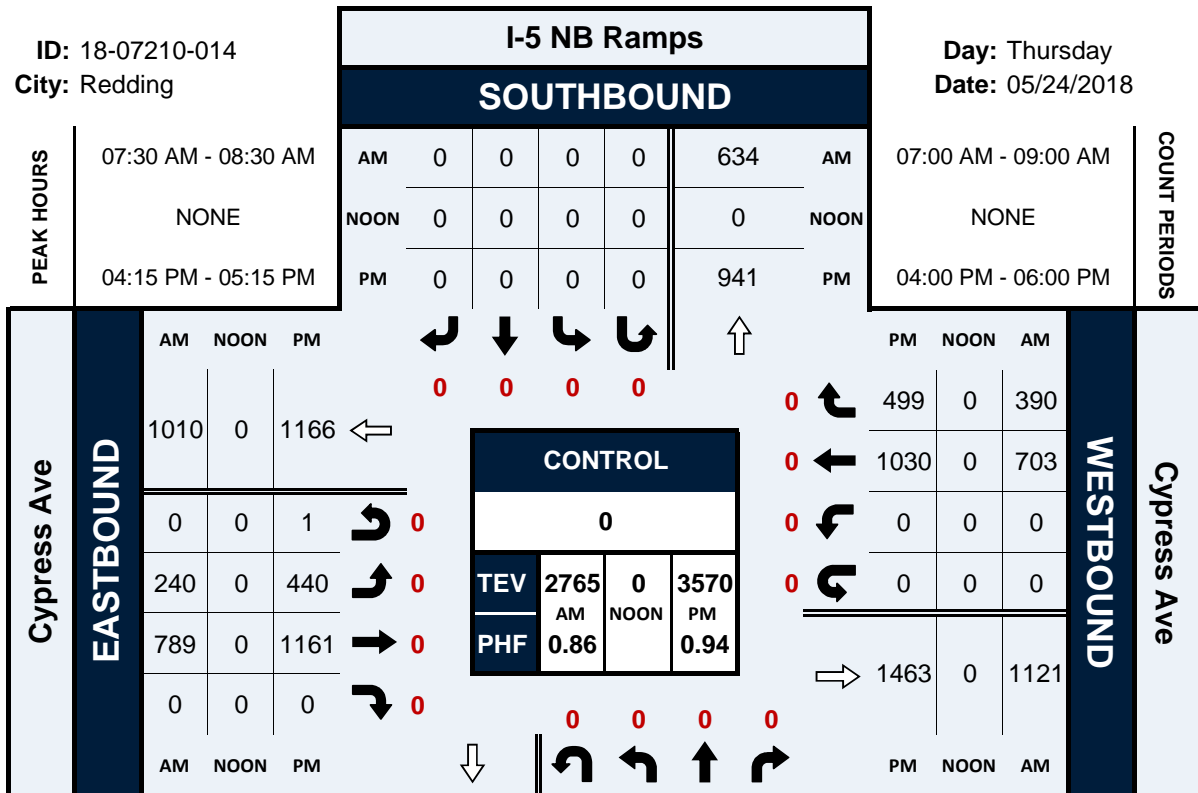 I-5 NB Ramps
ID: 18-07210-014
Day: Thursday
City: Redding
SOUTHBOUND
Date: 05/24/2018
PEAK HOURS
07:30 AM - 08:30 AM
AM 0 0 0 0 634 AM
07:00 AM - 09:00 AM
COUNT PERIODS
NONE
NOON 0 0 0 0 0 NOON
NONE
04:15 PM - 05:15 PM
PM 0 0 0 0 941 PM
04:00 PM - 06:00 PM
AM NOON PM
PM NOON AM
0 0 0 0
Cypress Ave
EASTBOUND
1010 0 1166
0 0 1 0
240 0 440 0
789 0 1161 0
0 0 0 0
AM NOON PM
CONTROL
0
TEV 2765 0 3570
AM NOON PM
PHF 0.86 0.94
0 499 0 390
0 1030 0 703
0 0 0 0
0 0 0 0
1463 0 1121
WESTBOUND
Cypress Ave
0 0 0 0
PM NOON AM